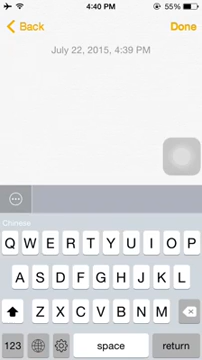 4:40 PM
55%
Back
Done
July 22, 2015, 4:39 PM
Chinese
Q W E R T Y U I O P
A S D F G H J K L
Z X C V B N M
123 space return